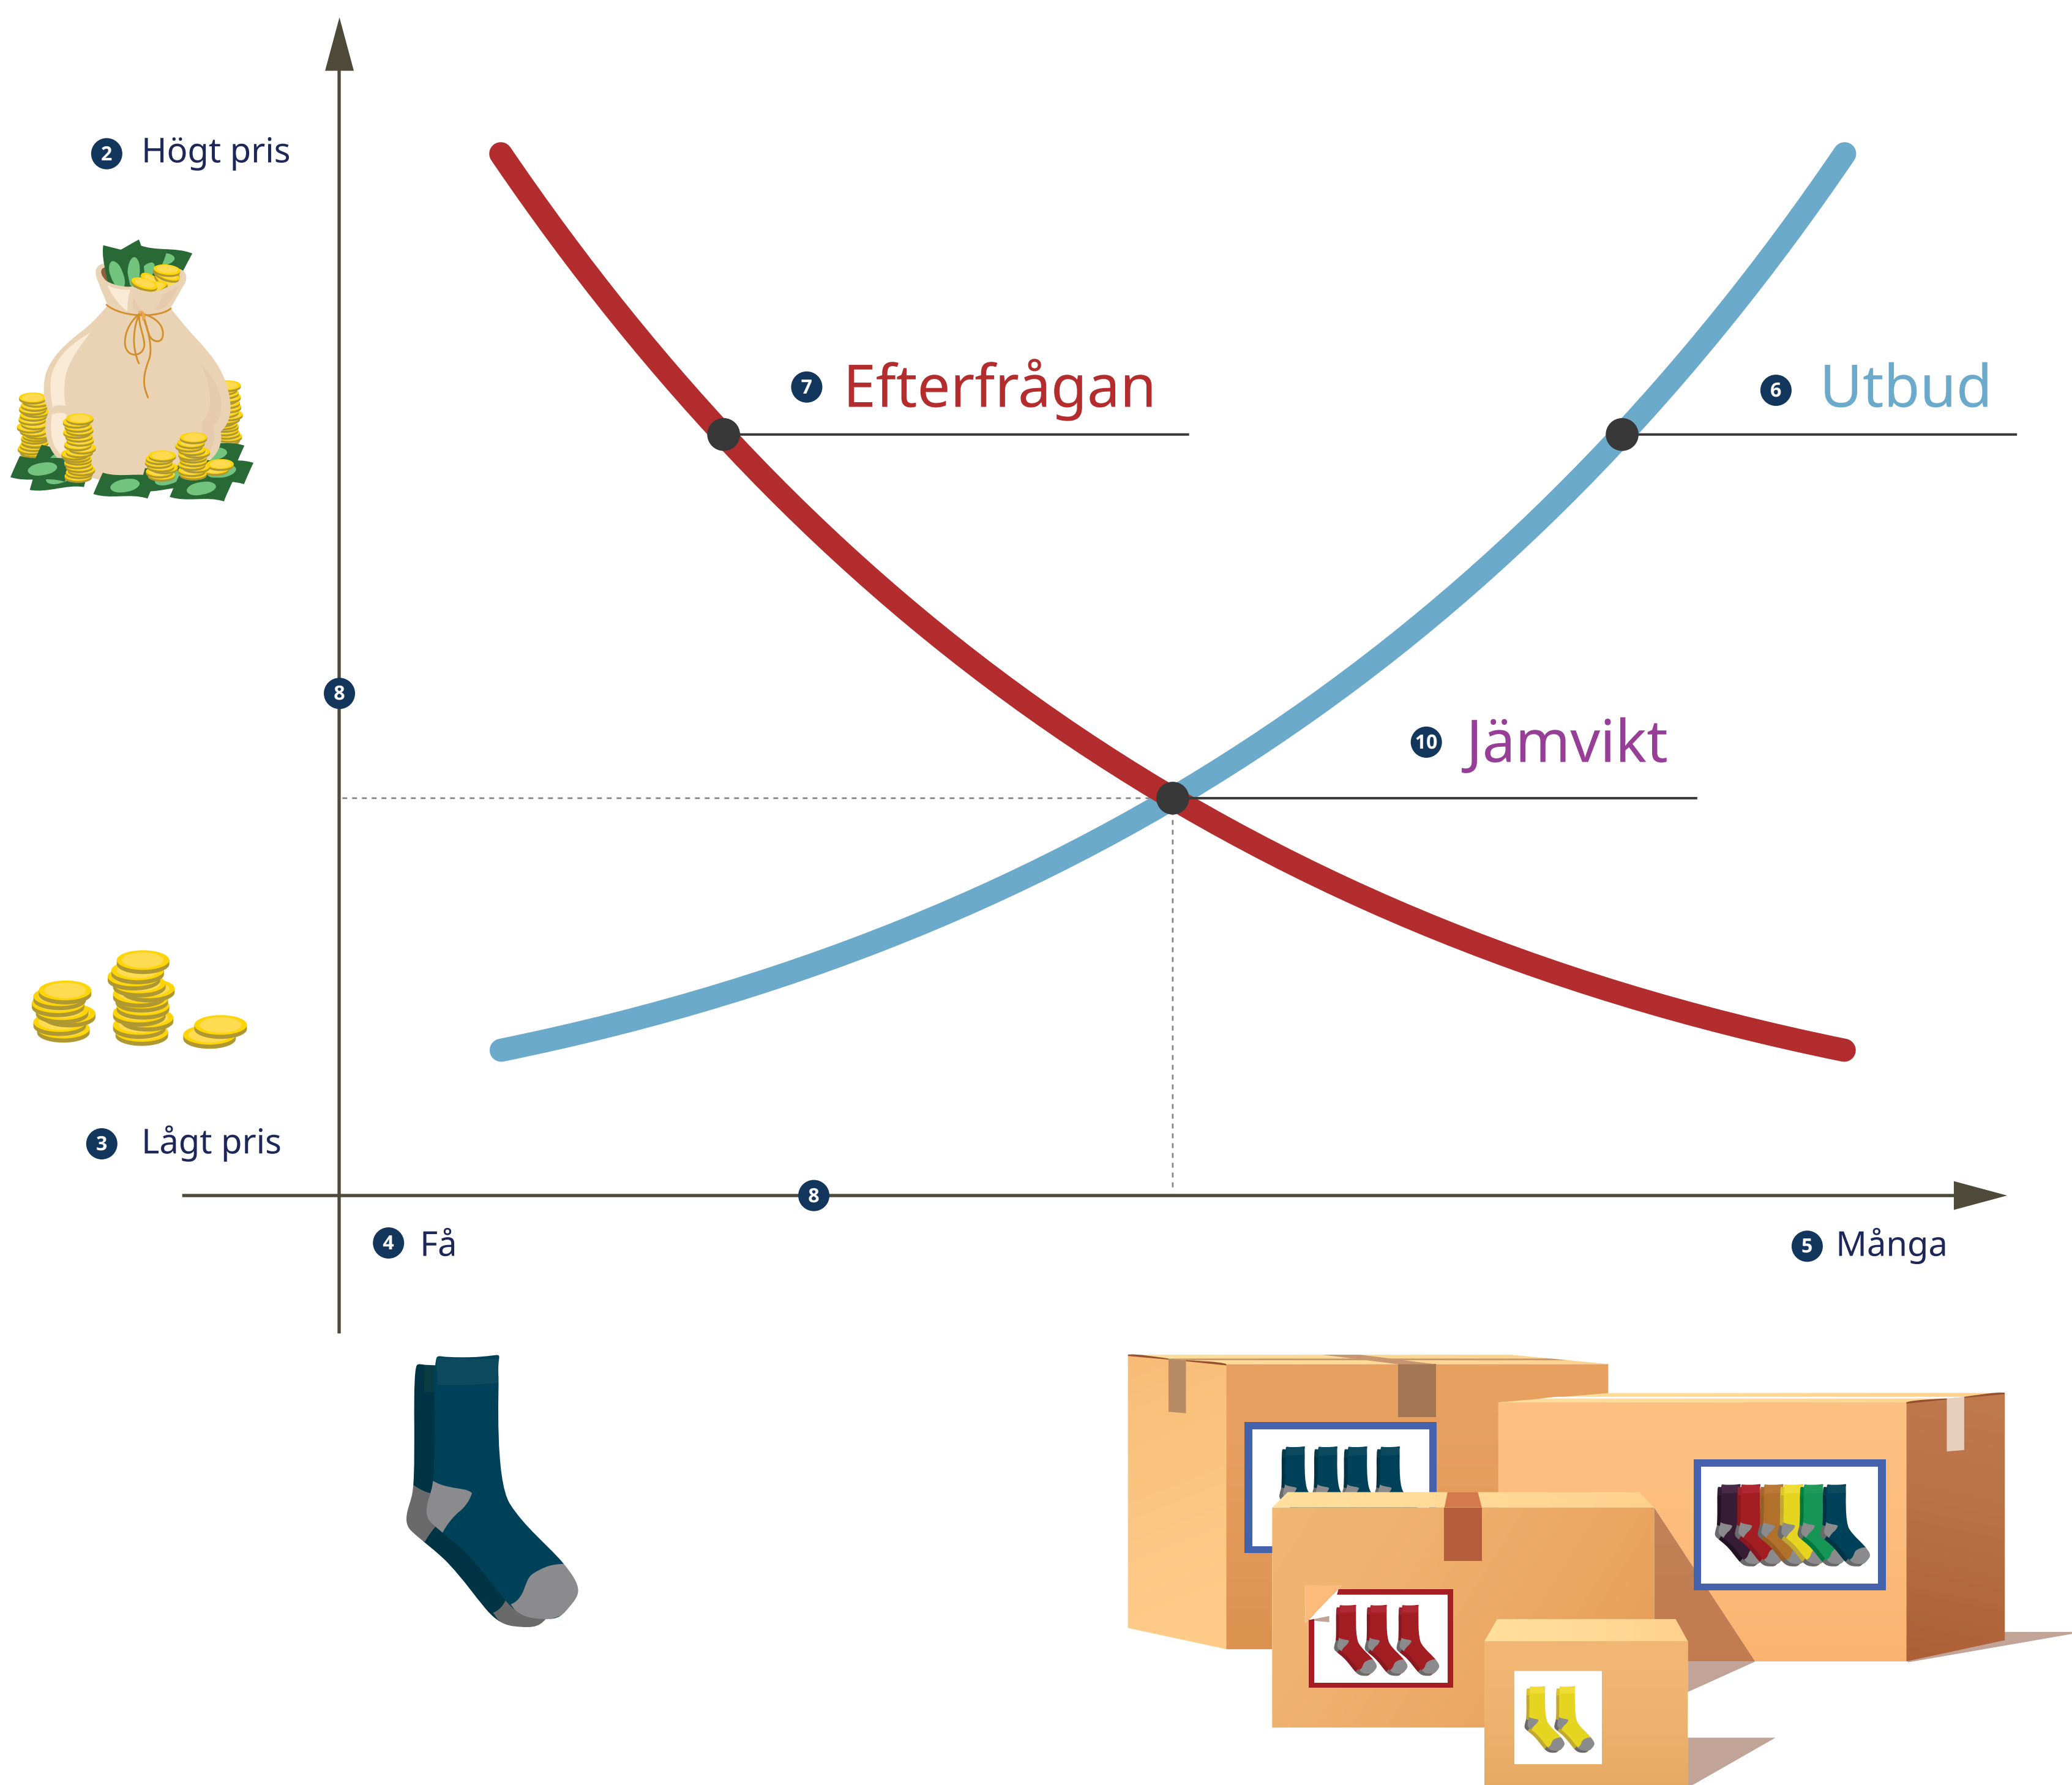 2 Högt pris
7 Efterfrågan
6 Utbud
8
10 Jämvikt
3 Lågt pris
8
4 Få
5 Många